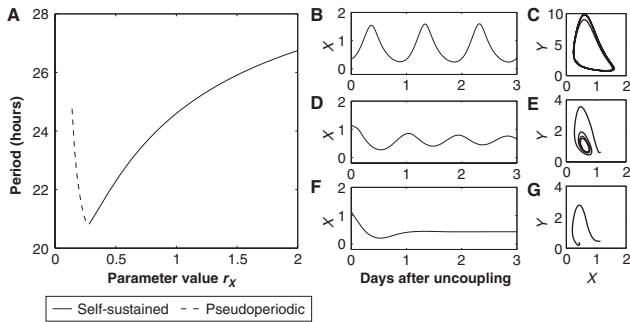 A
28
26
24
22
20
Period (hours)
0 0.5 1 1.5 2
Parameter value rX
Self-sustained Pseudoperiodic
B
X
2
1
0
0 1 2 3
C
Y
10
5
0
0 1 2
D
X
2
1
0
0 1 2 3
E
Y
4
2
0
0 1 2
F
X
2
1
0
0 1 2 3
Days after uncoupling
G
Y
4
2
0
0 1 2
X